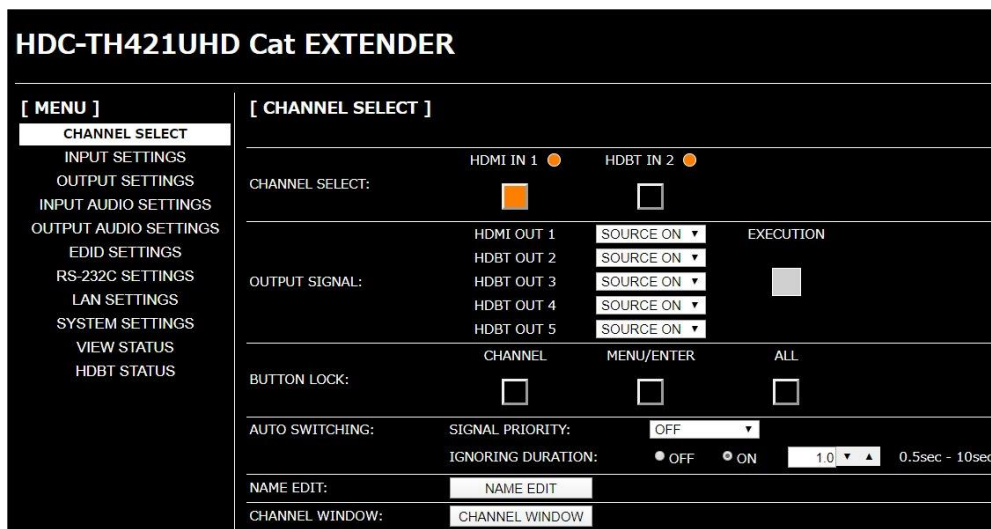 HDC-TH421UHD Cat EXTENDER
[ MENU ]
CHANNEL SELECT
INPUT SETTINGS
OUTPUT SETTINGS
INPUT AUDIO SETTINGS
OUTPUT AUDIO SETTINGS
EDID SETTINGS
RS-232C SETTINGS
LAN SETTINGS
SYSTEM SETTINGS
VIEW STATUS
HDBT STATUS
[ CHANNEL SELECT ]
HDMI IN 1 HDBT IN 2
CHANNEL SELECT:
HDMI OUT 1 SOURCE ON EXECUTION
HDBT OUT 2 SOURCE ON
OUTPUT SIGNAL: HDBT OUT 3 SOURCE ON
HDBT OUT 4 SOURCE ON
HDBT OUT 5 SOURCE ON
CHANNEL MENU/ENTER ALL
BUTTON LOCK:
AUTO SWITCHING: SIGNAL PRIORITY: OFF
IGNORING DURATION: OFF ON 1.0 0.5sec - 10sec
NAME EDIT: NAME EDIT
CHANNEL WINDOW: CHANNEL WINDOW